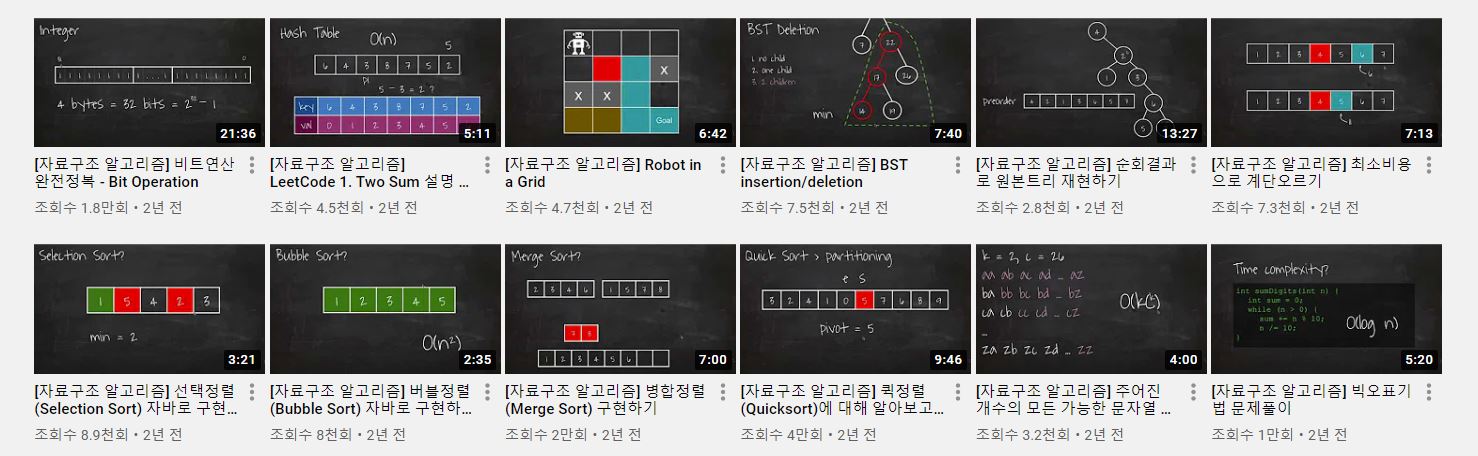 Integer
4 bytes = 32 bits = 2³² - 1
21:36
Hash Table
O(n)
5
6 4 3 8 7 5 2
5 - 3 = 2 ?
key 6 4 3 8 7 5 2
val 0 1 2 3 4 5
5:11
X
X X
Goal
6:42
BST Deletion
1. no child
2. one child
3. 2 children
min
7 22
17 26
14 19
7:40
4
2
1 3
preorder 4 2 1 3 6 5 7
6
5
13:27
1 2 3 4 5 6 7
6
1 2 3 4 5 6 7
7:13
[자료구조 알고리즘] 비트연산
완전정복 - Bit Operation
조회수 1.8만회 • 2년 전
[자료구조 알고리즘]
LeetCode 1. Two Sum 설명 ...
조회수 4.5천회 • 2년 전
[자료구조 알고리즘] Robot in
a Grid
조회수 4.7천회 • 2년 전
[자료구조 알고리즘] BST
insertion/deletion
조회수 7.5천회 • 2년 전
[자료구조 알고리즘] 순회결과
로 원본트리 재현하기
조회수 2.8천회 • 2년 전
[자료구조 알고리즘] 최소비용
으로 계단오르기
조회수 7.3천회 • 2년 전
Selection Sort?
1 5 4 2 3
min = 2
3:21
Bubble Sort?
1 2 3 4 5
O(n²)
2:35
Merge Sort?
2 3 4 6 1 5 7 8
7 8
1 2 3 4 5 6
7:00
Quick Sort > partitioning
e s
3 2 4 1 0 5 7 6 8 9
pivot = 5
9:46
k = 2, c = 26
aa ab ac ad ... az
ba bb bc bd ... bz
ca cb cc cd ... cz
...
za zb zc zd ... zz
4:00
Time complexity?
int sumDigits(int n) {
int sum = 0;
while (n > 0) {
sum += n % 10;
n /= 10;
}
O(log n)
5:20
[자료구조 알고리즘] 선택정렬
(Selection Sort) 자바로 구현...
조회수 8.9천회 • 2년 전
[자료구조 알고리즘] 버블정렬
(Bubble Sort) 자바로 구현하...
조회수 8천회 • 2년 전
[자료구조 알고리즘] 병합정렬
(Merge Sort) 구현하기
조회수 2만회 • 2년 전
[자료구조 알고리즘] 퀵정렬
(Quicksort)에 대해 알아보고...
조회수 4만회 • 2년 전
[자료구조 알고리즘] 주어진
개수의 모든 가능한 문자열 ...
조회수 3.2천회 • 2년 전
[자료구조 알고리즘] 빅오표기
법 문제풀이
조회수 1만회 • 2년 전